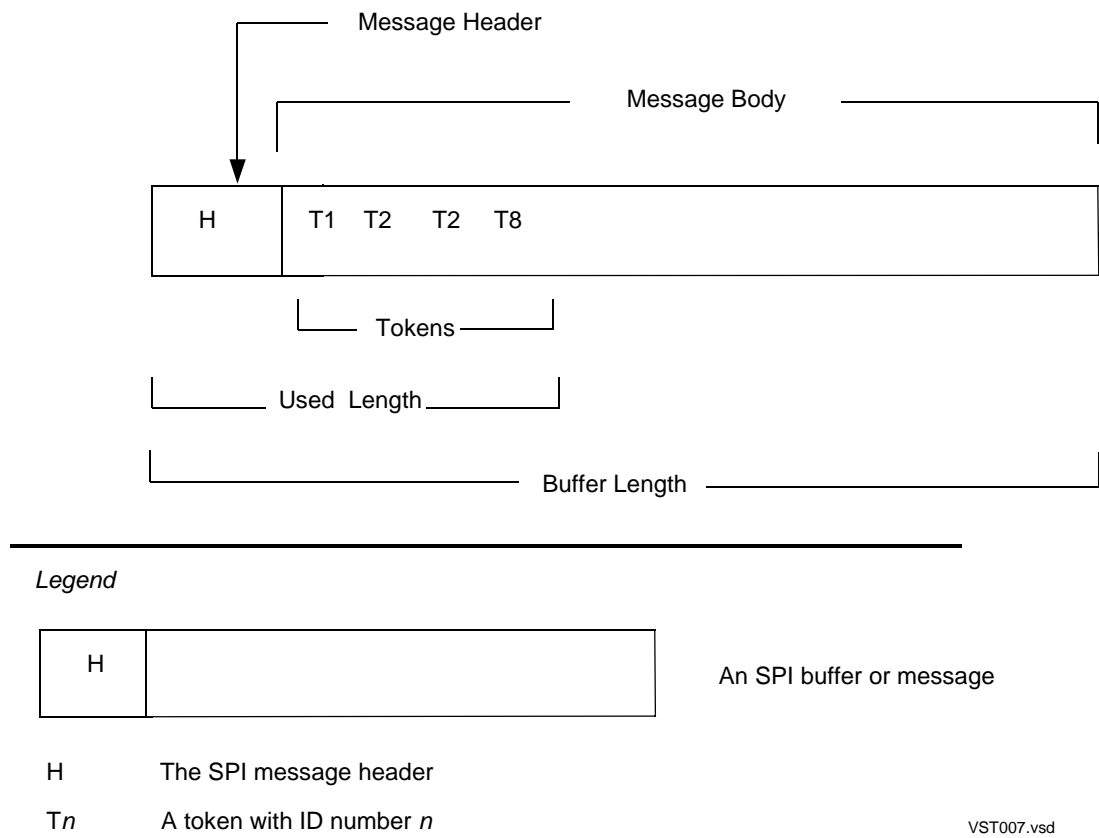 Message Header
Message Body
H T1 T2 T2 T8
Tokens
Used Length
Buffer Length
Legend
H
An SPI buffer or message
H The SPI message header
Tn A token with ID number n
VST007.vsd